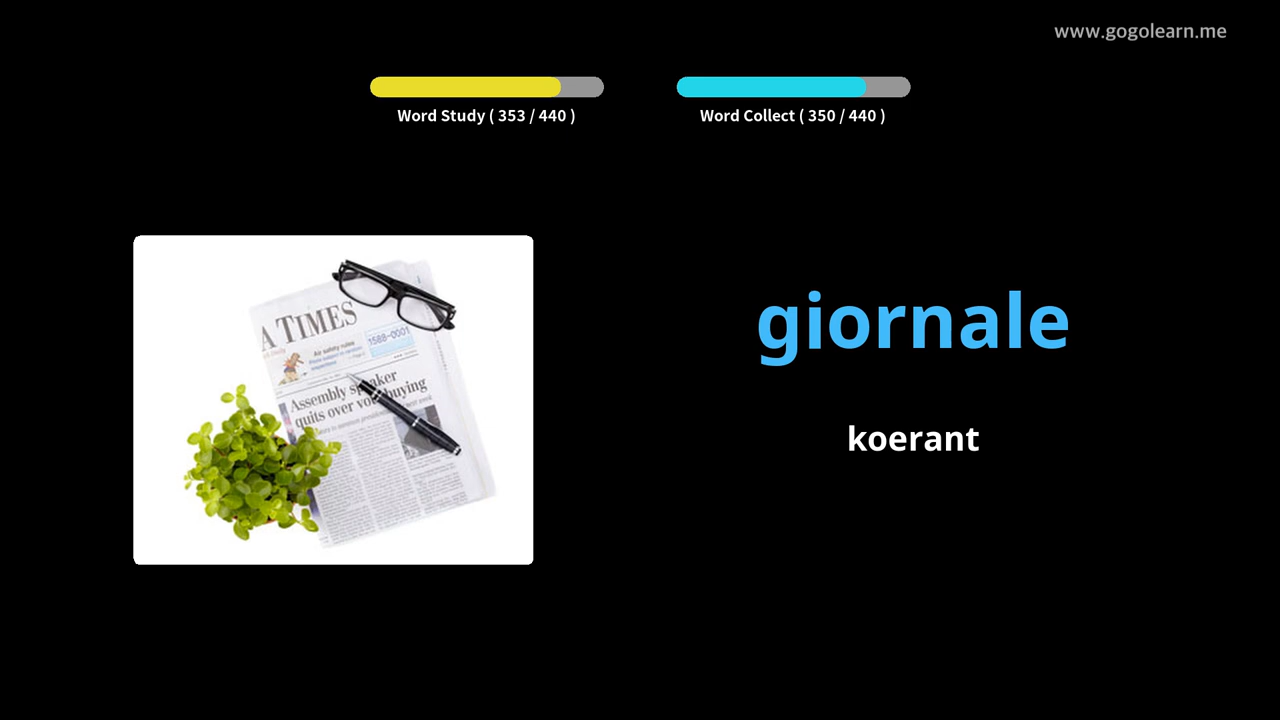 www.gogolearn.me
Word Study ( 353 / 440 )
Word Collect ( 350 / 440 )
A TIMES
Air safety rules
1588-0001
Assembly speaker
quits over vote buying
giornale
koerant